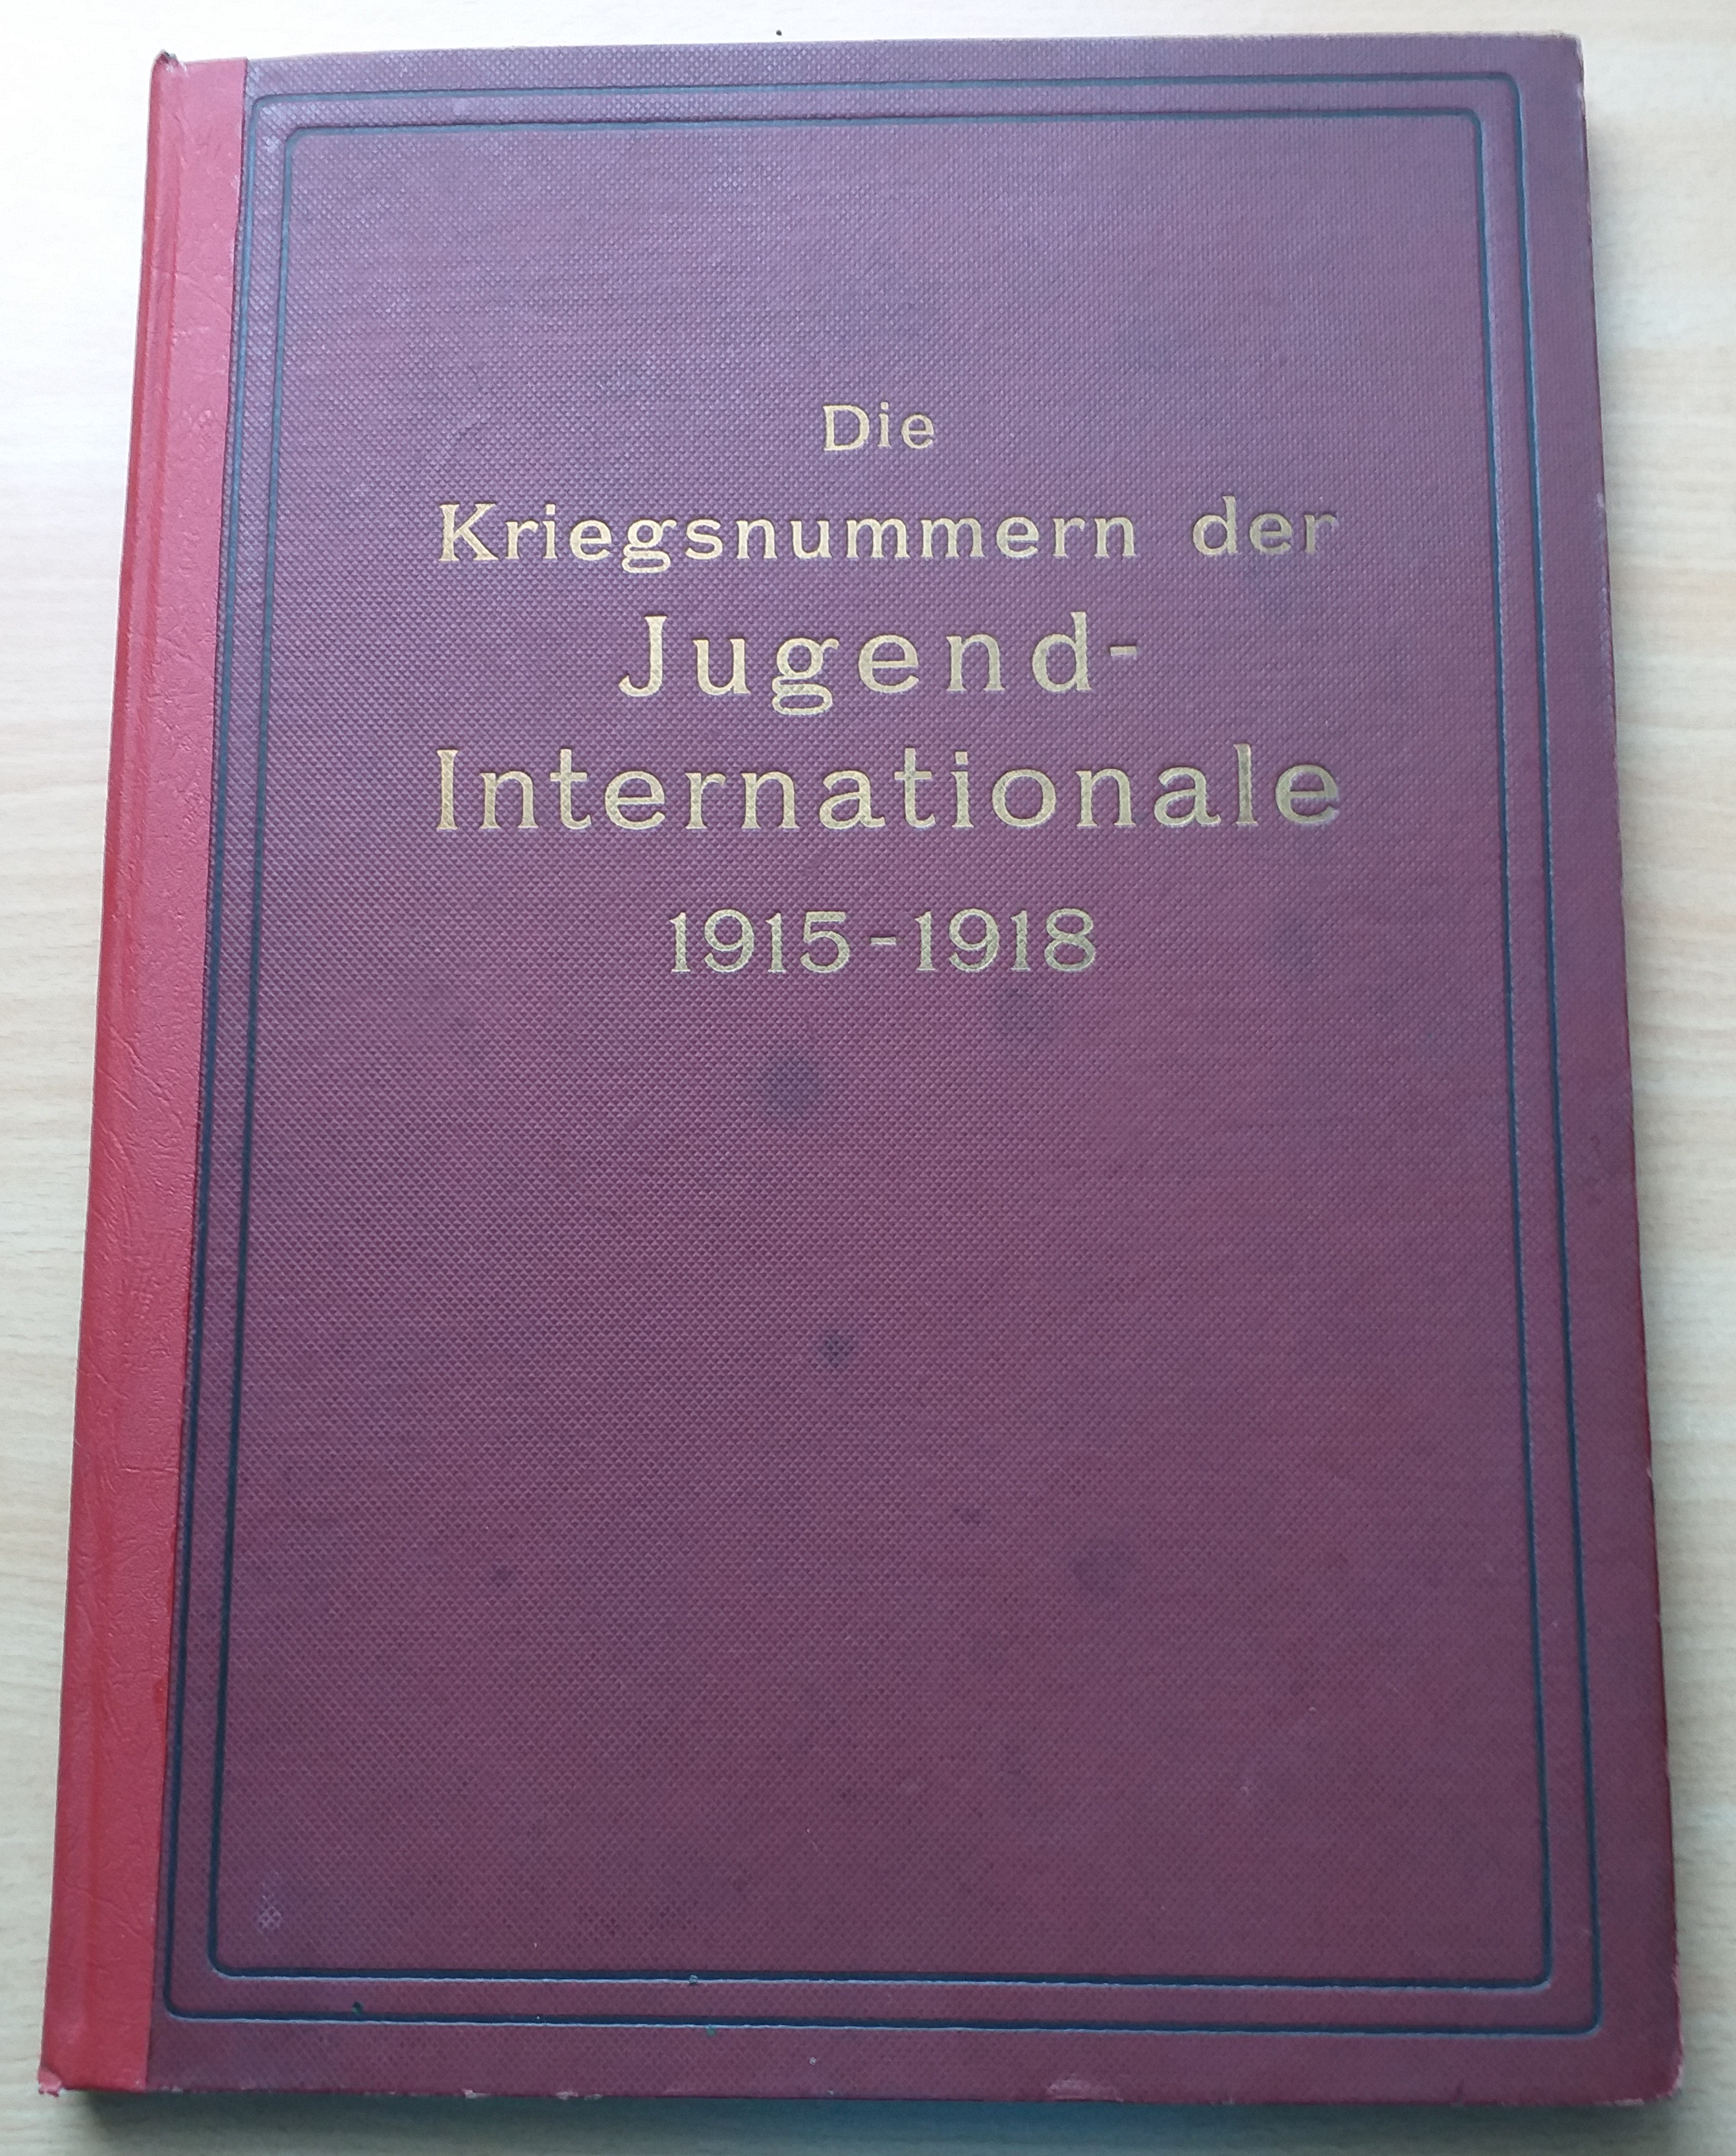 Die
Kriegsnummern der
Jugend-
Internationale
1915-1918